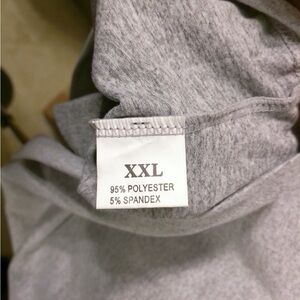 XXL
95% POLYESTER
5% SPANDEX